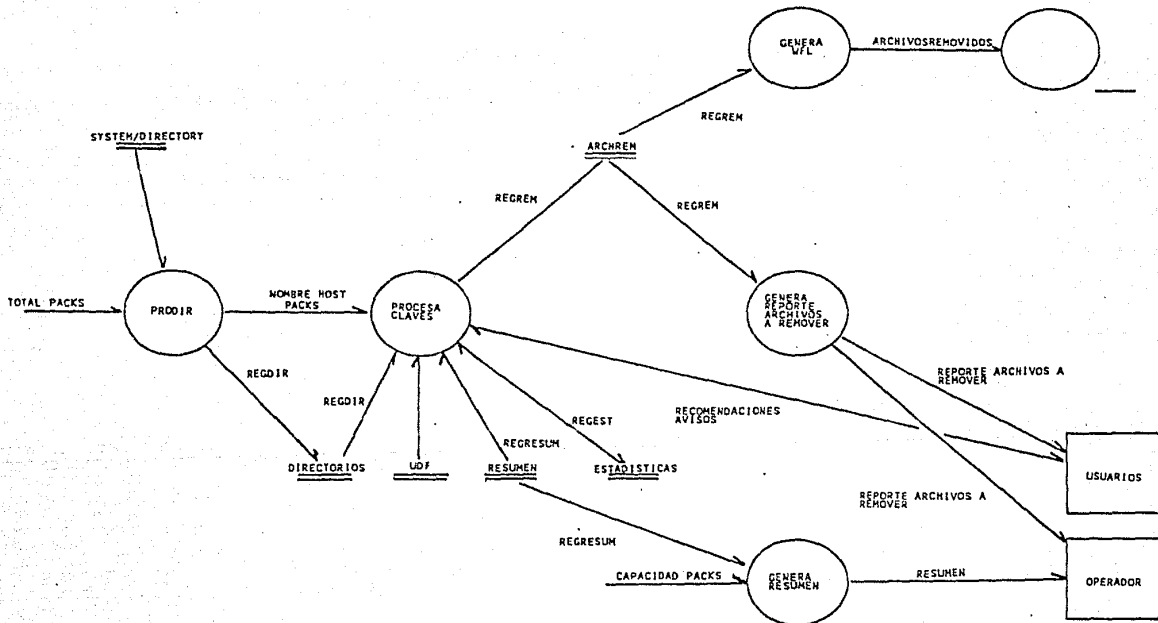 GENERA
WFL
ARCHIVOSREMOVIDOS
REGREM
SYSTEM/DIRECTORY
ARCHREM
REGREM
REGREM
TOTAL PACKS
PRODIR
NOMBRE HOST
PACKS
PROCESA
CLAVES
GENERA
REPORTE
ARCHIVOS
A REMOVER
REGDIR
REGDIR
REPORTE ARCHIVOS A
REMOVER
REGEST
RECOMENDACIONES
AVISOS
REGRESUM
DIRECTORIOS
UDF
RESUMEN
ESTADISTICAS
USUARIOS
REPORTE ARCHIVOS A
REMOVER
REGRESUM
CAPACIDAD PACKS
GENERA
RESUMEN
RESUMEN
OPERADOR